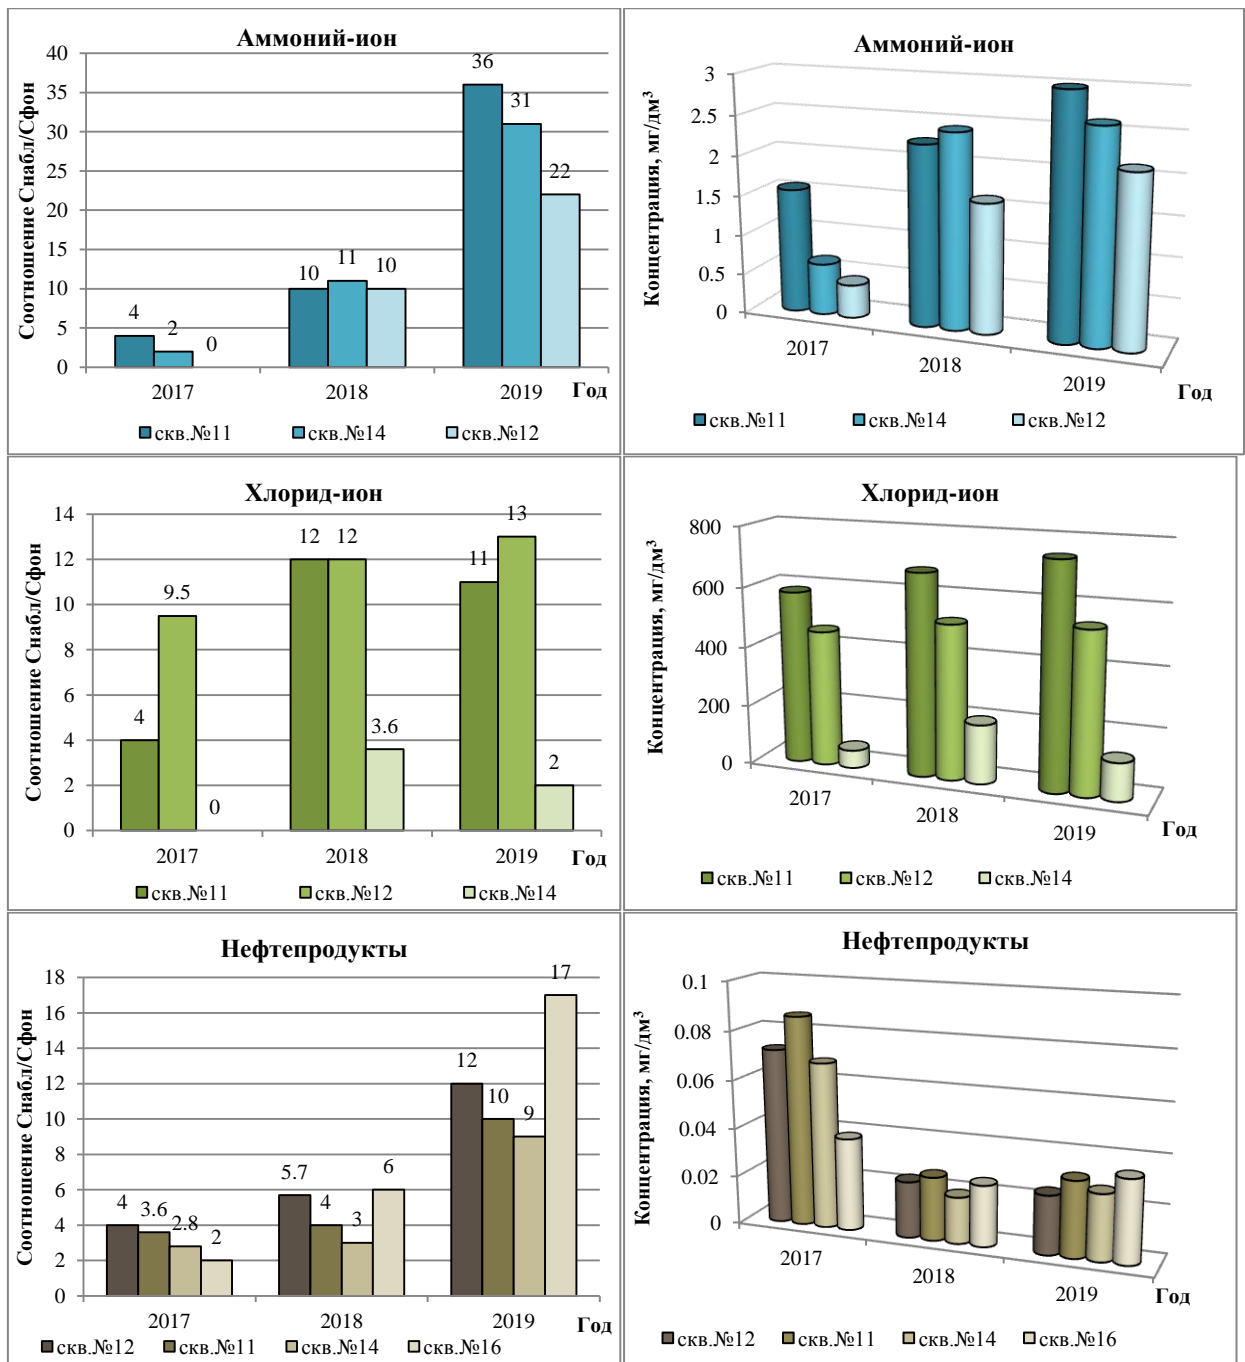 Аммоний-ион
Соотношение Снабл/Сфон
40
35
30
25
20
15
10
5
0
4
2
0
10
11
10
36
31
22
2017
2018
2019
Год
скв.№11
скв.№14
скв.№12
Аммоний-ион
Концентрация, мг/дм³
3
2.5
2
1.5
1
0.5
0
2017
2018
2019
Год
скв.№11
скв.№14
скв.№12
Хлорид-ион
Соотношение Снабл/Сфон
14
12
10
8
6
4
2
0
4
9.5
0
12
12
3.6
11
13
2
2017
2018
2019
Год
скв.№11
скв.№12
скв.№14
Хлорид-ион
Концентрация, мг/дм³
800
600
400
200
0
2017
2018
2019
Год
скв.№11
скв.№12
скв.№14
Нефтепродукты
Соотношение Снабл/Сфон
18
16
14
12
10
8
6
4
2
0
4
3.6
2.8
2
5.7
4
3
6
12
10
9
17
2017
2018
2019
Год
скв.№12
скв.№11
скв.№14
скв.№16
Нефтепродукты
Концентрация, мг/дм³
0.1
0.08
0.06
0.04
0.02
0
2017
2018
2019
Год
скв.№12
скв.№11
скв.№14
скв.№16